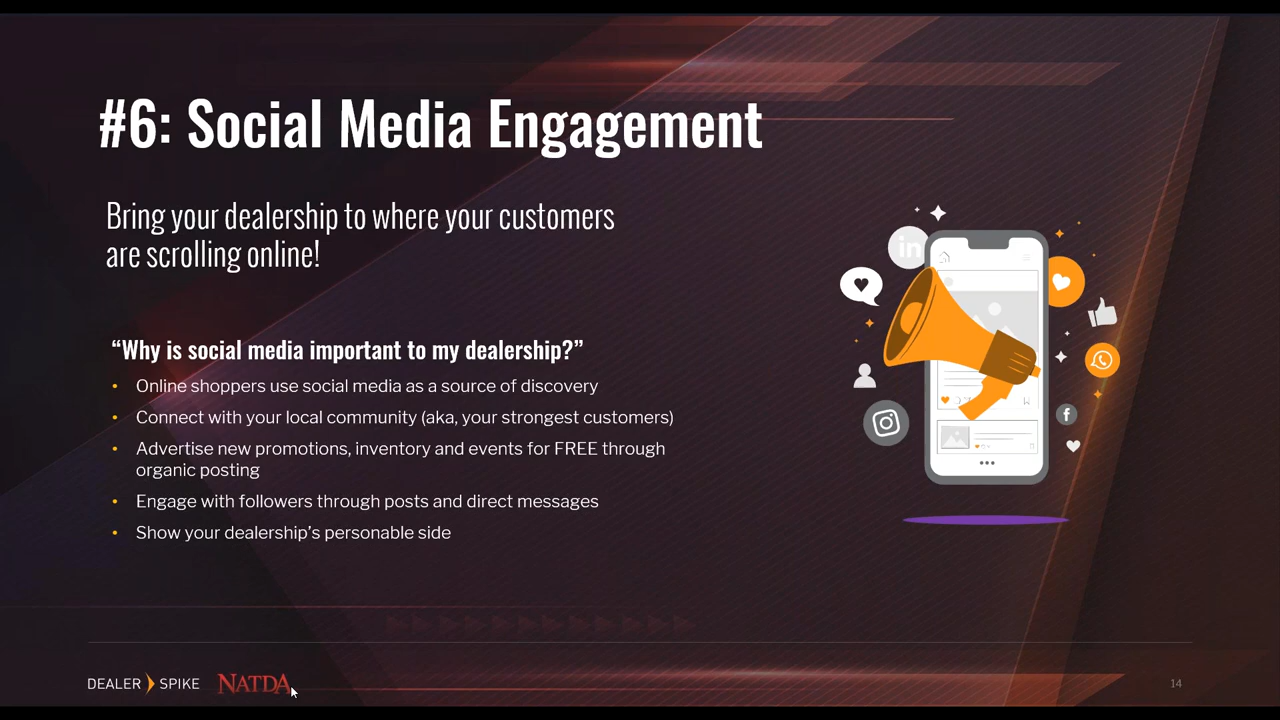 #6: Social Media Engagement
Bring your dealership to where your customers
are scrolling online!
“Why is social media important to my dealership?”
• Online shoppers use social media as a source of discovery
• Connect with your local community (aka, your strongest customers)
• Advertise new promotions, inventory and events for FREE through
organic posting
• Engage with followers through posts and direct messages
• Show your dealership’s personable side
in
f
DEALER SPIKE NATDA
14